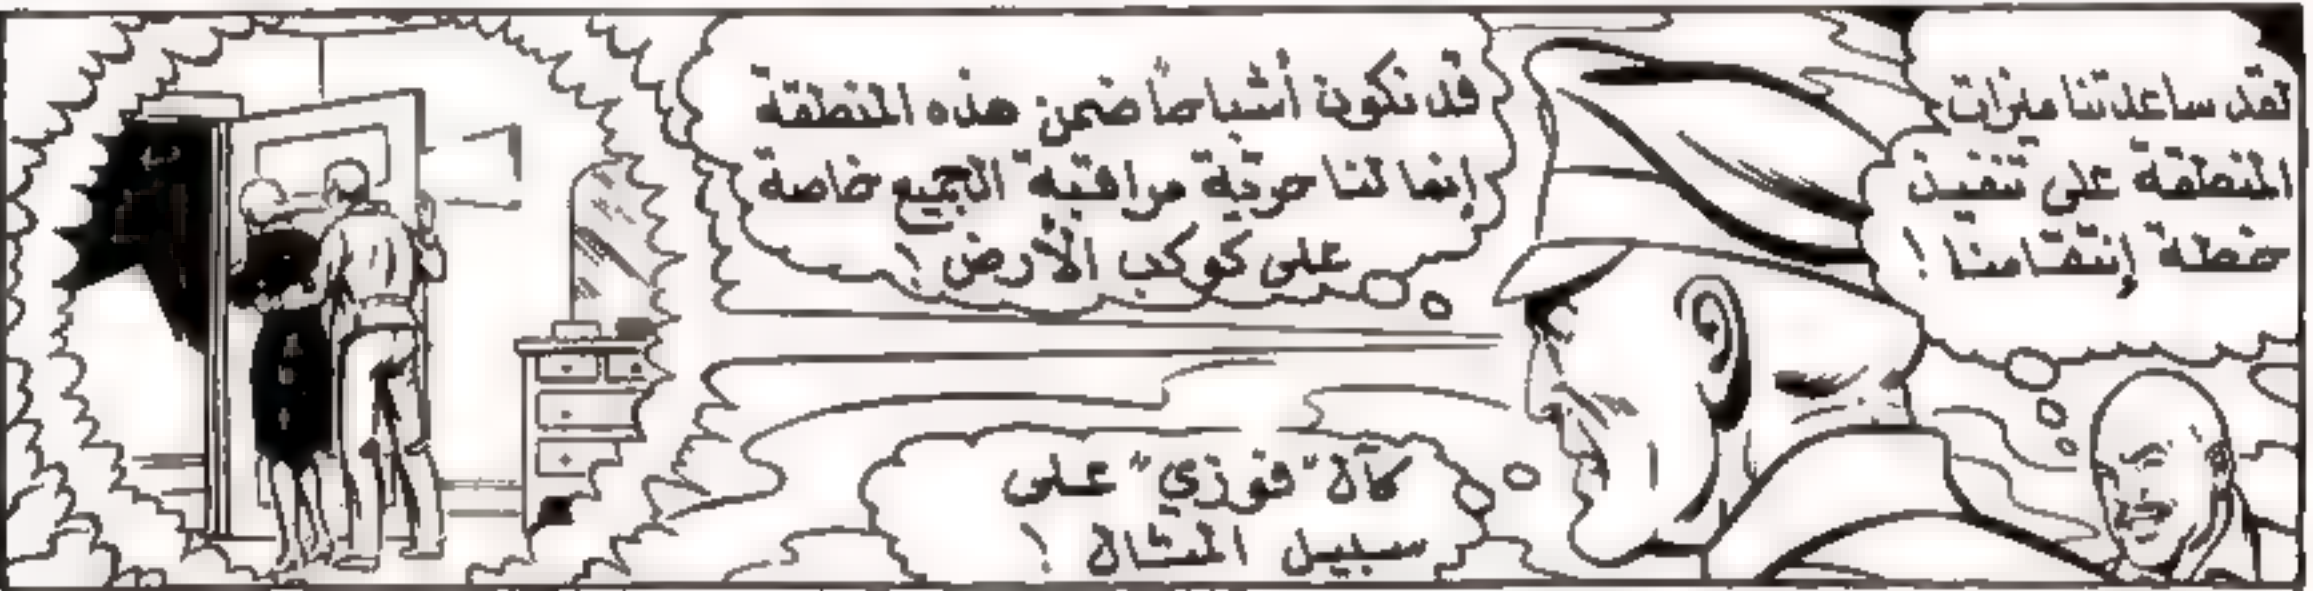 لقد ساعدتنا ميزات
المنطقة على تنفيذ
خطة إنتقامنا !
قد نكون أشباحاً ضمن هذه المنطقة
إنما لنا حرية مراقبة الجميع خاصة
على كوكب الأرض !
كآل "فوزي" على
سبيل المثال !